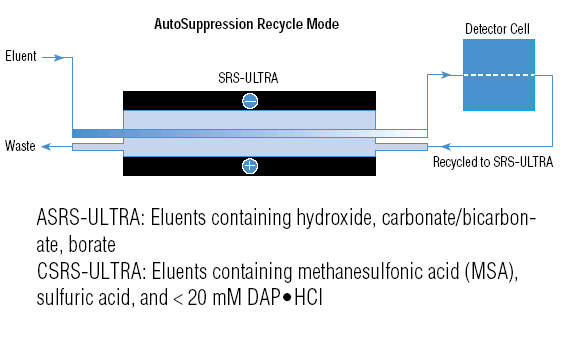 AutoSuppression Recycle Mode
Detector Cell
Eluent
SRS-ULTRA
Waste
Recycled to SRS-ULTRA
ASRS-ULTRA: Eluents containing hydroxide, carbonate/bicarbon-
ate, borate
CSRS-ULTRA: Eluents containing methanesulfonic acid (MSA),
sulfuric acid, and < 20 mM DAP•HCl